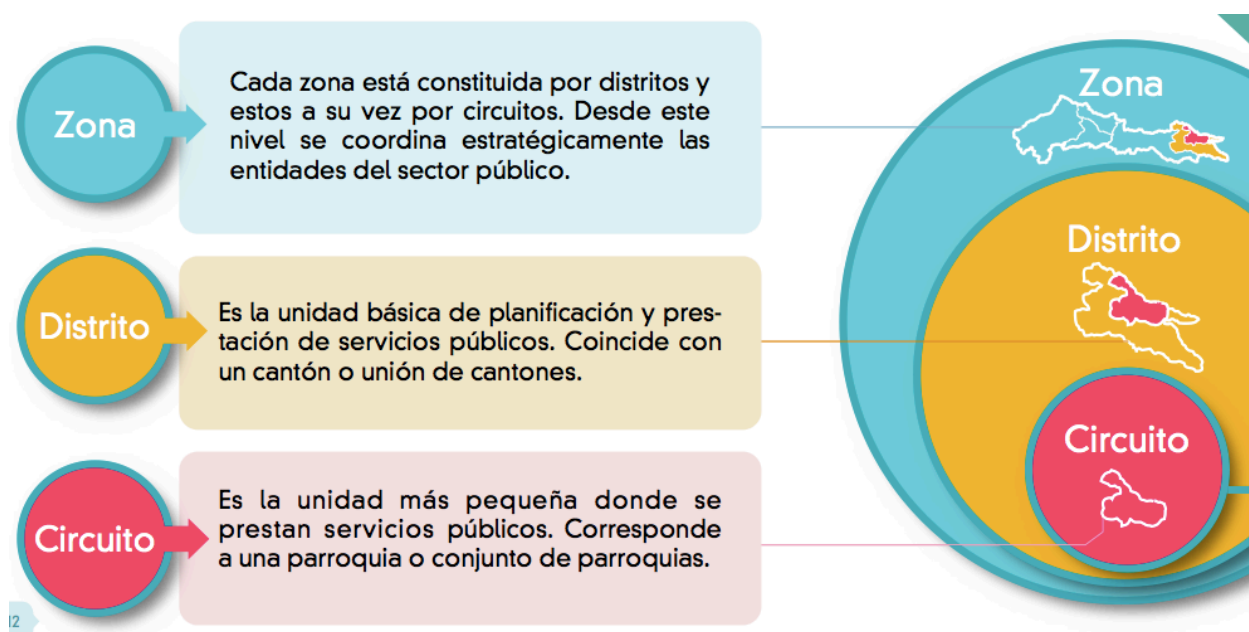 Zona
Cada zona está constituida por distritos y
estos a su vez por circuitos. Desde este
nivel se coordina estratégicamente las
entidades del sector público.
Distrito
Es la unidad básica de planificación y pres-
tación de servicios públicos. Coincide con
un cantón o unión de cantones.
Circuito
Es la unidad más pequeña donde se
prestan servicios públicos. Corresponde
a una parroquia o conjunto de parroquias.
Zona
Distrito
Circuito
12